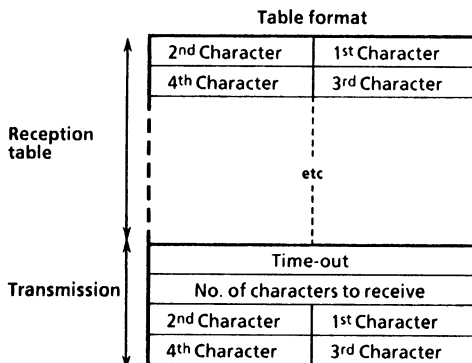 Table format
2nd Character 1st Character
4th Character 3rd Character
Reception
table
etc
Time-out
Transmission
No. of characters to receive
2nd Character 1st Character
4th Character 3rd Character